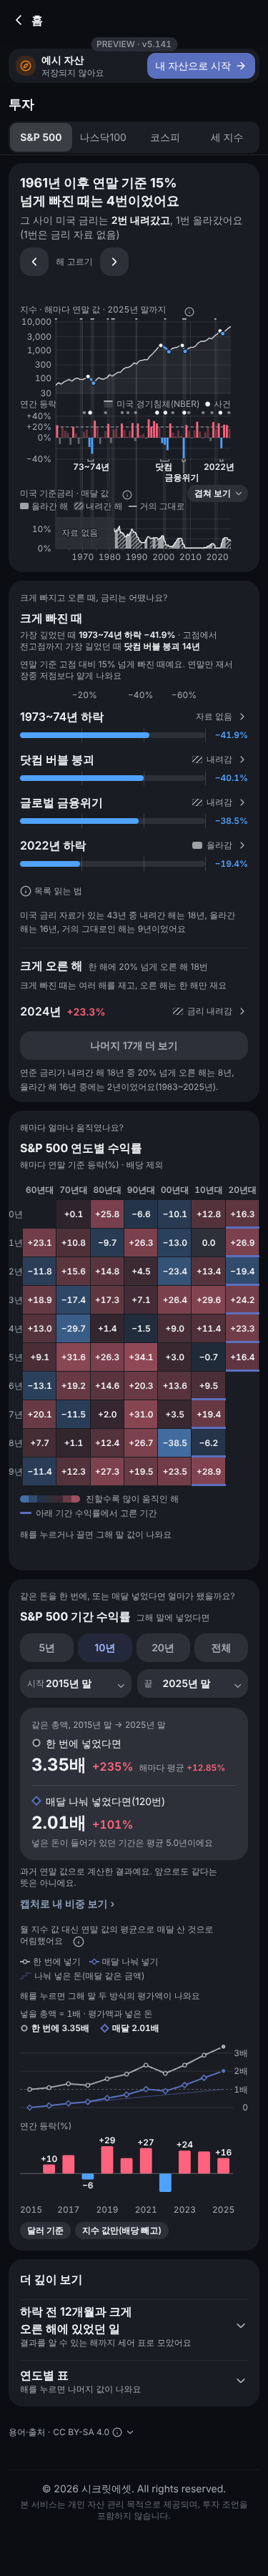 홈
PREVIEW · v5.141
예시 자산
저장되지 않아요
내 자산으로 시작 →
투자
S&P 500
나스닥100
코스피
세 지수
1961년 이후 연말 기준 15%
넘게 빠진 때는 4번이었어요
그 사이 미국 금리는 2번 내려갔고, 1번 올라갔어요
(1번은 금리 자료 없음)
해 고르기
지수 · 해마다 연말 값 · 2025년 말까지
10,000
3,000
1,000
300
100
30
연간 등락
미국 경기침체(NBER)
사건
+40%
+20%
0%
−40%
73~74년
닷컴
2022년
금융위기
미국 기준금리 · 매달 값
겹쳐 보기
올라간 해
내려간 해
거의 그대로
10%
자료 없음
0%
1970 1980 1990 2000 2010 2020
크게 빠지고 오른 때, 금리는 어땠나요?
크게 빠진 때
가장 깊었던 때 1973~74년 하락 −41.9% · 고점에서
전고점까지 가장 길었던 때 닷컴 버블 붕괴 14년
연말 기준 고점 대비 15% 넘게 빠진 때예요. 연말만 재서
장중 저점보다 얕게 나와요
−20% −40% −60%
1973~74년 하락
자료 없음
−41.9%
닷컴 버블 붕괴
내려감
−40.1%
글로벌 금융위기
내려감
−38.5%
2022년 하락
올라감
−19.4%
목록 읽는 법
미국 금리 자료가 있는 43년 중 내려간 해는 18년, 올라간
해는 16년, 거의 그대로인 해는 9년이었어요
크게 오른 해 한 해에 20% 넘게 오른 해 18번
크게 빠진 때는 여러 해를 재고, 오른 해는 한 해만 재요
2024년 +23.3%
금리 내려감
나머지 17개 더 보기
연준 금리가 내려간 해 18년 중 20% 넘게 오른 해는 8년,
올라간 해 16년 중에는 2년이었어요(1983~2025년).
해마다 얼마나 움직였나요?
S&P 500 연도별 수익률
해마다 연말 기준 등락(%) · 배당 제외
60년대 70년대 80년대 90년대 00년대 10년대 20년대
0년 +0.1 +25.8 −6.6 −10.1 +12.8 +16.3
1년 +23.1 +10.8 −9.7 +26.3 −13.0 0.0 +26.9
2년 −11.8 +15.6 +14.8 +4.5 −23.4 +13.4 −19.4
3년 +18.9 −17.4 +17.3 +7.1 +26.4 +29.6 +24.2
4년 +13.0 −29.7 +1.4 −1.5 +9.0 +11.4 +23.3
5년 +9.1 +31.6 +26.3 +34.1 +3.0 −0.7 +16.4
6년 −13.1 +19.2 +14.6 +20.3 +13.6 +9.5
7년 +20.1 −11.5 +2.0 +31.0 +3.5 +19.4
8년 +7.7 +1.1 +12.4 +26.7 −38.5 −6.2
9년 −11.4 +12.3 +27.3 +19.5 +23.5 +28.9
진할수록 많이 움직인 해
아래 기간 수익률에서 고른 기간
해를 누르거나 끌면 그해 말 값이 나와요
같은 돈을 한 번에, 또는 매달 나눠 넣었다면 얼마가 됐을까요?
S&P 500 기간 수익률 그해 말에 넣었다면
5년
10년
20년
전체
시작 2015년 말
끝 2025년 말
같은 총액, 2015년 말 → 2025년 말
한 번에 넣었다면
3.35배 +235% 해마다 평균 +12.85%
매달 나눠 넣었다면(120번)
2.01배 +101%
넣은 돈이 들어가 있던 기간은 평균 5.0년이에요
과거 연말 값으로 계산한 결과예요. 앞으로도 같다는
뜻은 아니에요.
캡처로 내 비중 보기 ›
월 지수 값 대신 연말 값의 평균으로 매달 산 것으로
어림했어요
한 번에 넣기
매달 나눠 넣기
나눠 넣은 돈(매달 같은 금액)
해를 누르면 그해 말 두 방식의 평가액이 나와요
넣을 총액 = 1배 · 평가액과 넣은 돈
한 번에 3.35배
매달 2.01배
3배
2배
1배
0
연간 등락(%)
+10
−6
+29
+27
+24
+16
2015 2017 2019 2021 2023 2025
달러 기준
지수 값만(배당 빼고)
더 깊이 보기
하락 전 12개월과 크게
오른 해에 있었던 일
결과를 알 수 있는 해까지 세어 표로 모았어요
연도별 표
해를 누르면 나머지 값이 나와요
용어·출처 · CC BY-SA 4.0
© 2026 시크릿에셋. All rights reserved.
본 서비스는 개인 자산 관리 목적으로 제공되며, 투자 조언을
포함하지 않습니다.